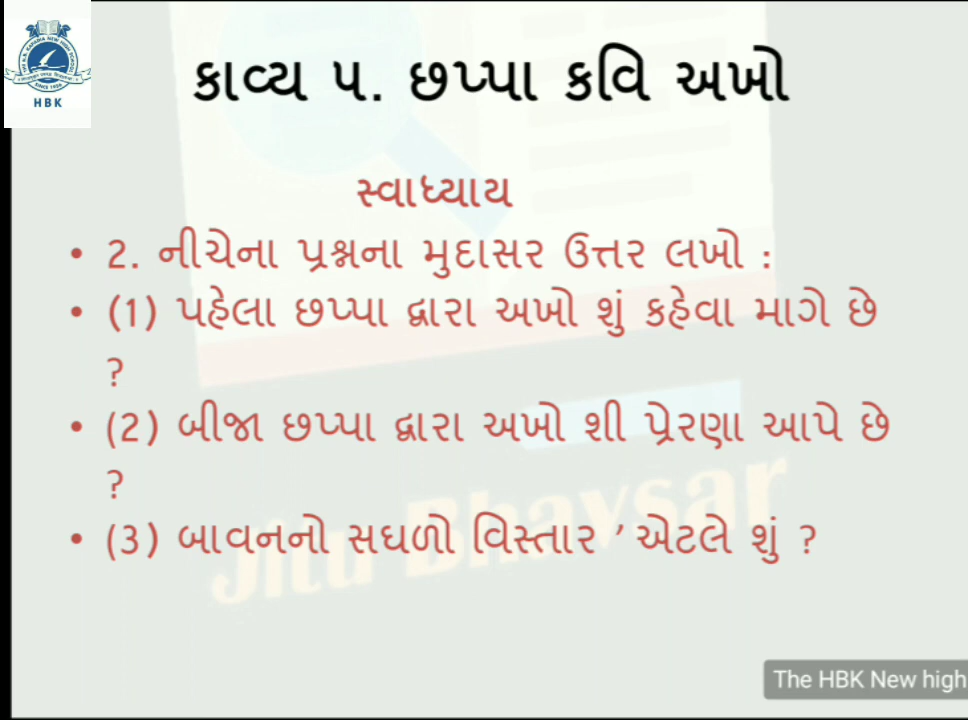 HBK
કાવ્ય ૫. છપ્પા કવિ અખો
સ્વાધ્યાય
• 2. નીચેના પ્રશ્નના મુદાસર ઉત્તર લખો :
• (1) પહેલા છપ્પા દ્વારા અખો શું કહેવા માગે છે
?
• (2) બીજા છપ્પા દ્વારા અખો શી પ્રેરણા આપે છે
?
• (3) બાવનનો સઘળો વિસ્તાર ’ એટલે શું ?
Jitu Bhavsar
The HBK New high